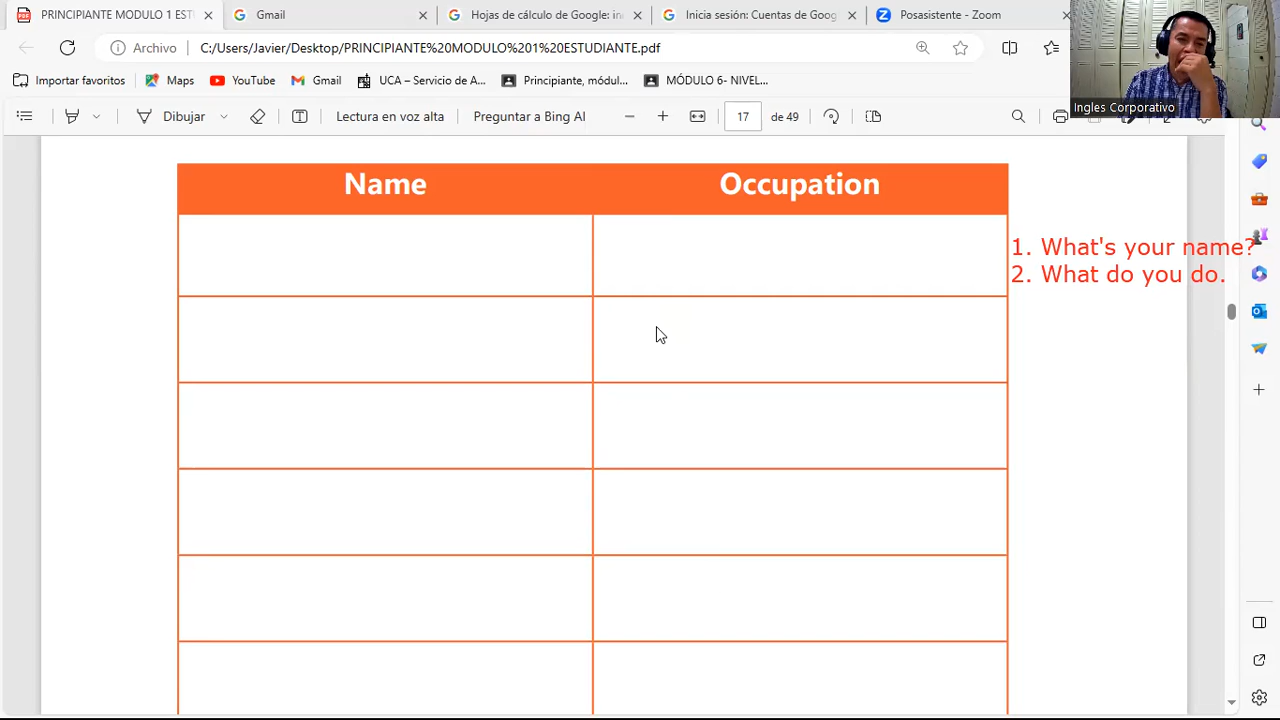 PRINCIPIANTE MODULO 1 EST
Gmail
Hojas de cálculo de Google: in
Inicia sesión: Cuentas de Goog
Posasistente - Zoom
Archivo
C:/Users/Javier/Desktop/PRINCIPIANTE%20MODULO%201%20ESTUDIANTE.pdf
Importar favoritos
Maps
YouTube
Gmail
UCA – Servicio de A...
Principiante, módul...
MÓDULO 6- NIVEL...
Ingles Corporativo
Dibujar
Lectura en voz alta
Preguntar a Bing AI
17
de 49
Name
Occupation
1. What's your name?
2. What do you do.